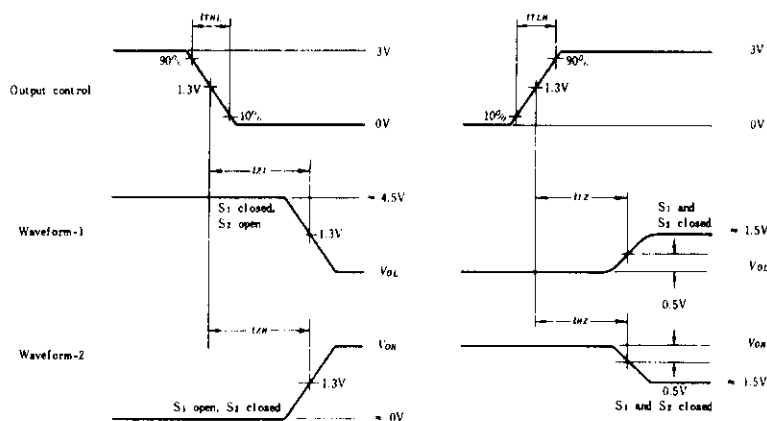 tTHL
tTLH
3V
3V
90%
90%
Output control
1.3V
1.3V
10%
10%
0V
0V
tZL
tLZ
≈ 4.5V
S1 closed,
S2 open
S1 and
S2 closed
Waveform-1
1.3V
≈ 1.5V
VOL
VOL
0.5V
tZH
tHZ
Waveform-2
VOH
VOH
1.3V
0.5V
≈ 1.5V
S1 open, S2 closed
≈ 0V
S1 and S2 closed